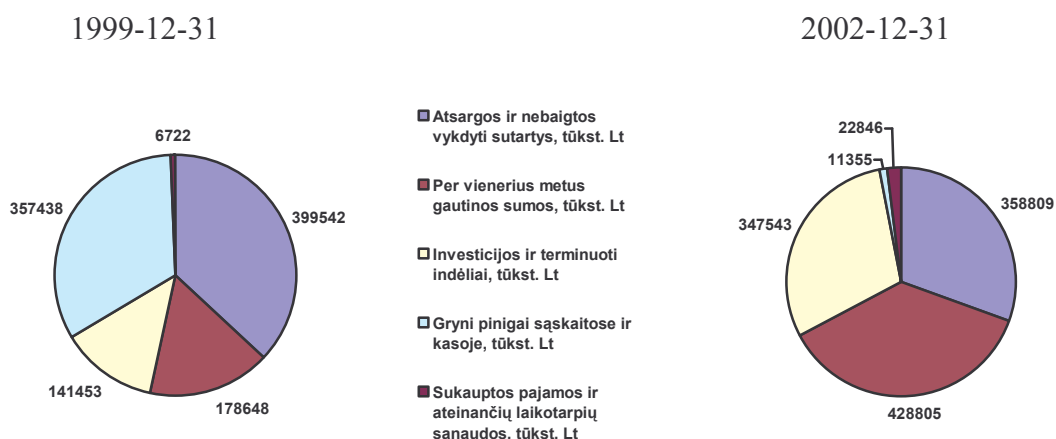 1999-12-31
2002-12-31
6722
357438
399542
141453
178648
Atsargos ir nebaigtos
vykdyti sutartys, tūkst. Lt
Per vienerius metus
gautinos sumos, tūkst. Lt
Investicijos ir terminuoti
indėliai, tūkst. Lt
Gryni pinigai sąskaitose ir
kasoje, tūkst. Lt
Sukauptos pajamos ir
ateinančių laikotarpių
sąnaudos, tūkst. Lt
22846
11355
347543
358809
428805